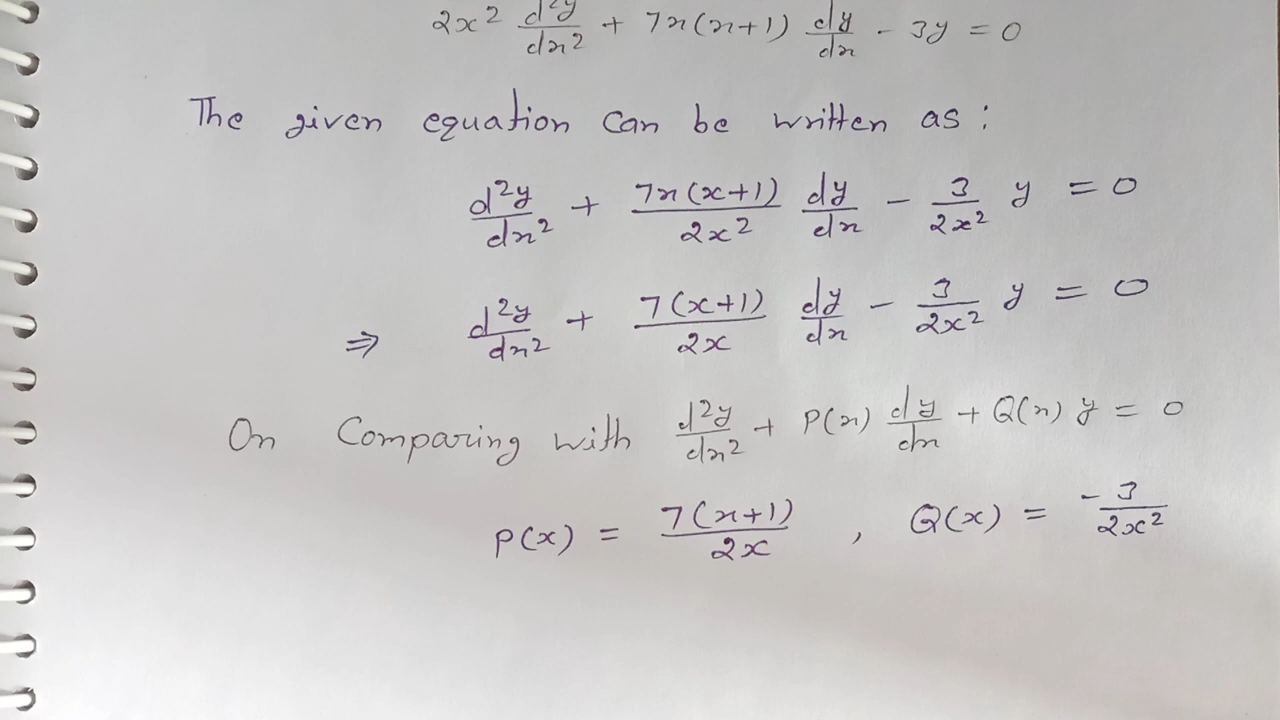 2x² d²y/dx² + 7x(x+1) dy/dx - 3y = 0
The given equation can be written as :
d²y/dx² + 7x(x+1)/2x² dy/dx - 3/2x² y = 0
⇒ d²y/dx² + 7(x+1)/2x dy/dx - 3/2x² y = 0
On Comparing with d²y/dx² + P(x) dy/dx + Q(x) y = 0
P(x) = 7(x+1)/2x , Q(x) = -3/2x²